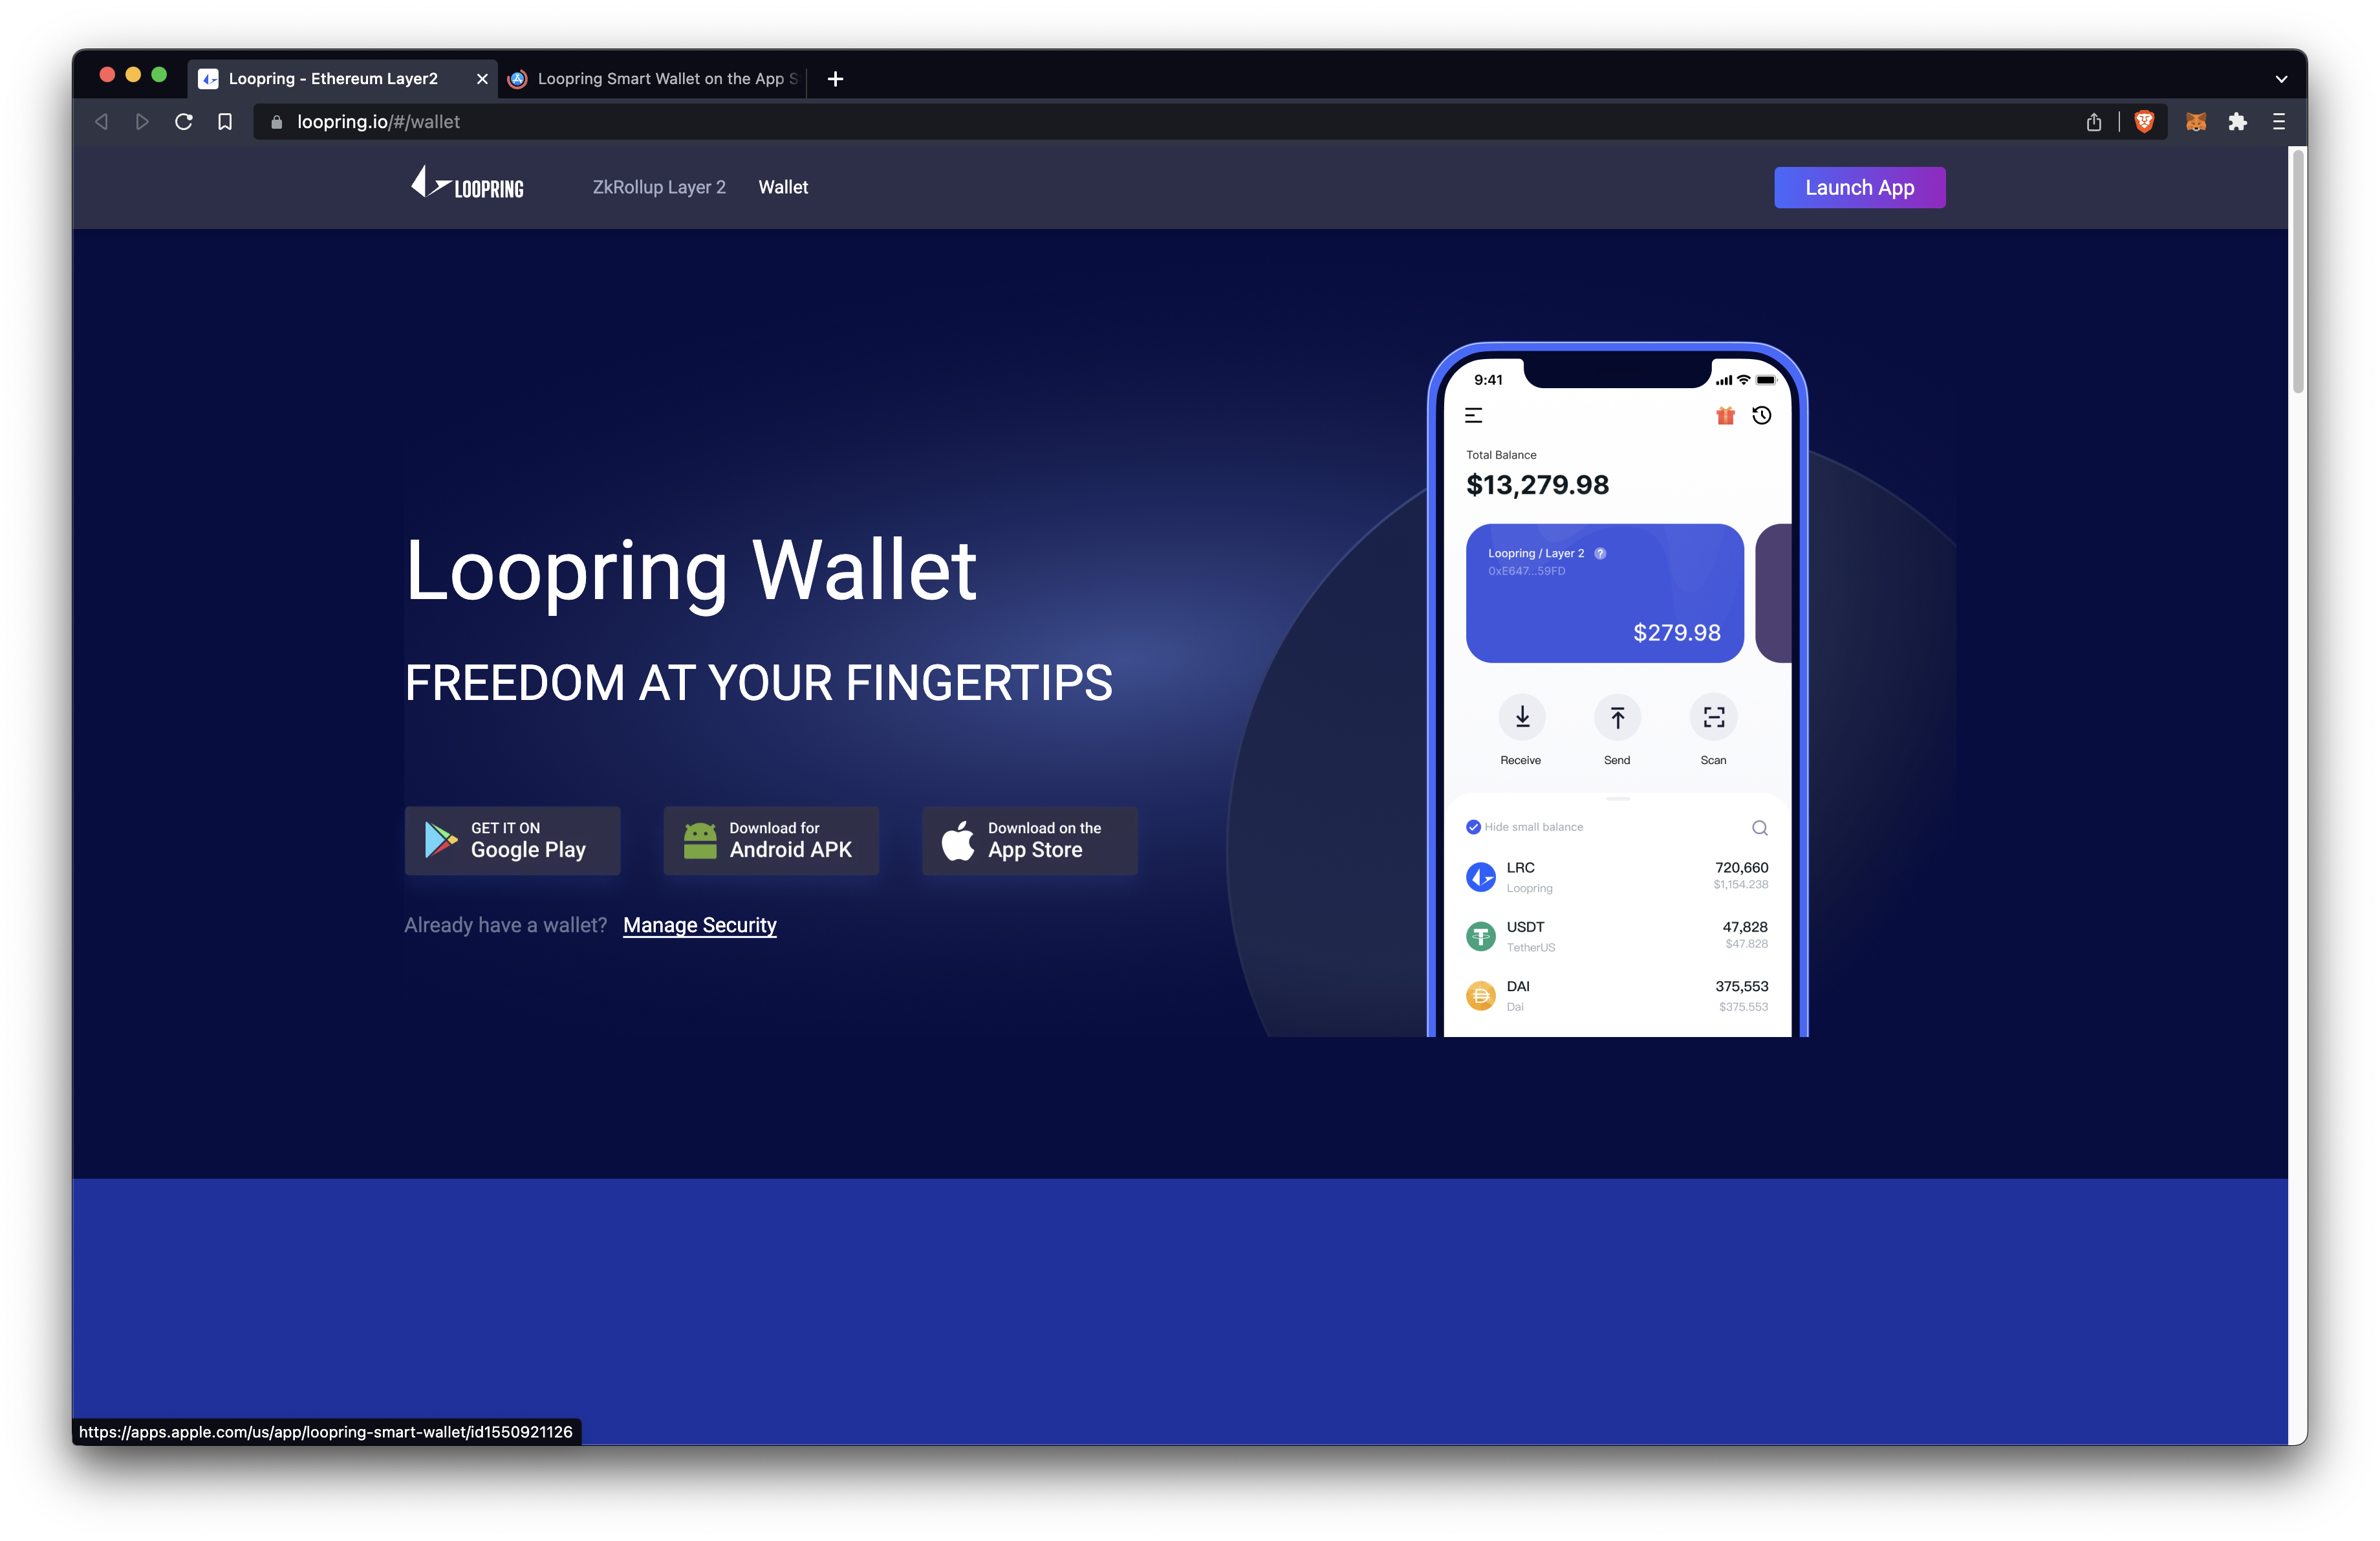 Loopring - Ethereum Layer2
Loopring Smart Wallet on the App S
loopring.io/#/wallet
LOOPRING
ZkRollup Layer 2
Wallet
Launch App
Loopring Wallet
FREEDOM AT YOUR FINGERTIPS
GET IT ON
Google Play
Download for
Android APK
Download on the
App Store
Already have a wallet? Manage Security
9:41
Total Balance
$13,279.98
Loopring / Layer 2 ?
0xE647...59FD
$279.98
Receive
Send
Scan
Hide small balance
LRC 720,660
Loopring $1,154.238
USDT 47,828
TetherUS $47.828
DAI 375,553
Dai $375.553
https://apps.apple.com/us/app/loopring-smart-wallet/id1550921126